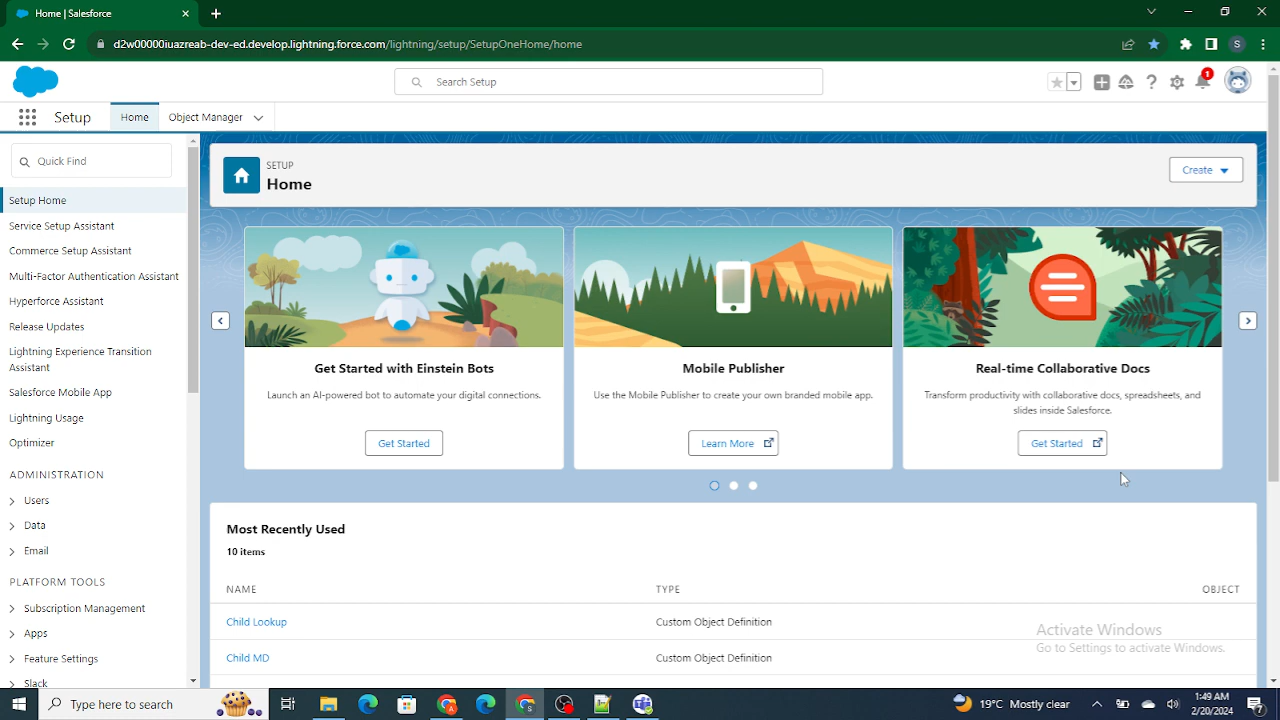 Home | Salesforce
d2w00000iuazreab-dev-ed.develop.lightning.force.com/lightning/setup/SetupOneHome/home
S
Search Setup
1
Setup
Home
Object Manager
Quick Find
Setup Home
Service Setup Assistant
Commerce Setup Assistant
Multi-Factor Authentication Assistant
Hyperforce Assistant
Release Updates
Lightning Experience Transition
Assistant
Salesforce Mobile App
Lightning Usage
Optimizer
ADMINISTRATION
Users
Data
Email
PLATFORM TOOLS
Subscription Management
Apps
Feature Settings
Slack
SETUP
Home
Create
Get Started with Einstein Bots
Launch an AI-powered bot to automate your digital connections.
Get Started
Mobile Publisher
Use the Mobile Publisher to create your own branded mobile app.
Learn More
Real-time Collaborative Docs
Transform productivity with collaborative docs, spreadsheets, and
slides inside Salesforce.
Get Started
Most Recently Used
10 items
NAME
TYPE
OBJECT
Child Lookup
Custom Object Definition
Child MD
Custom Object Definition
Activate Windows
Go to Settings to activate Windows.
Type here to search
19°C Mostly clear
1:49 AM
2/20/2024